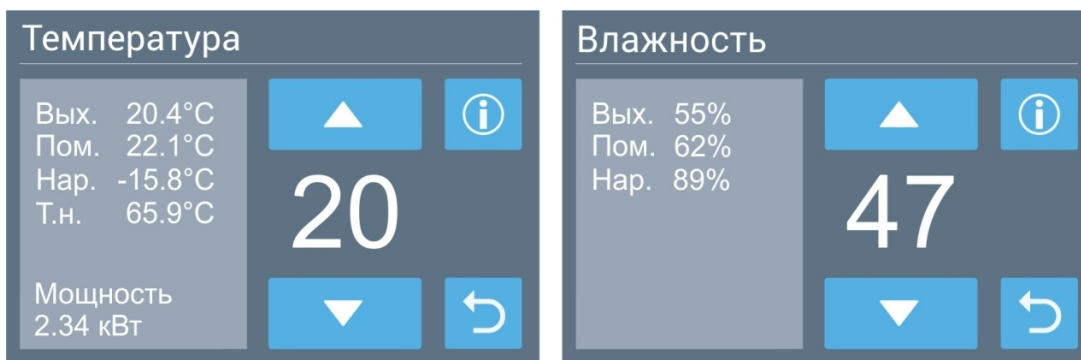 Температура
Вых. 20.4°C
Пом. 22.1°C
Нар. -15.8°C
Т.н. 65.9°C
Мощность
2.34 кВт
20
Влажность
Вых. 55%
Пом. 62%
Нар. 89%
47